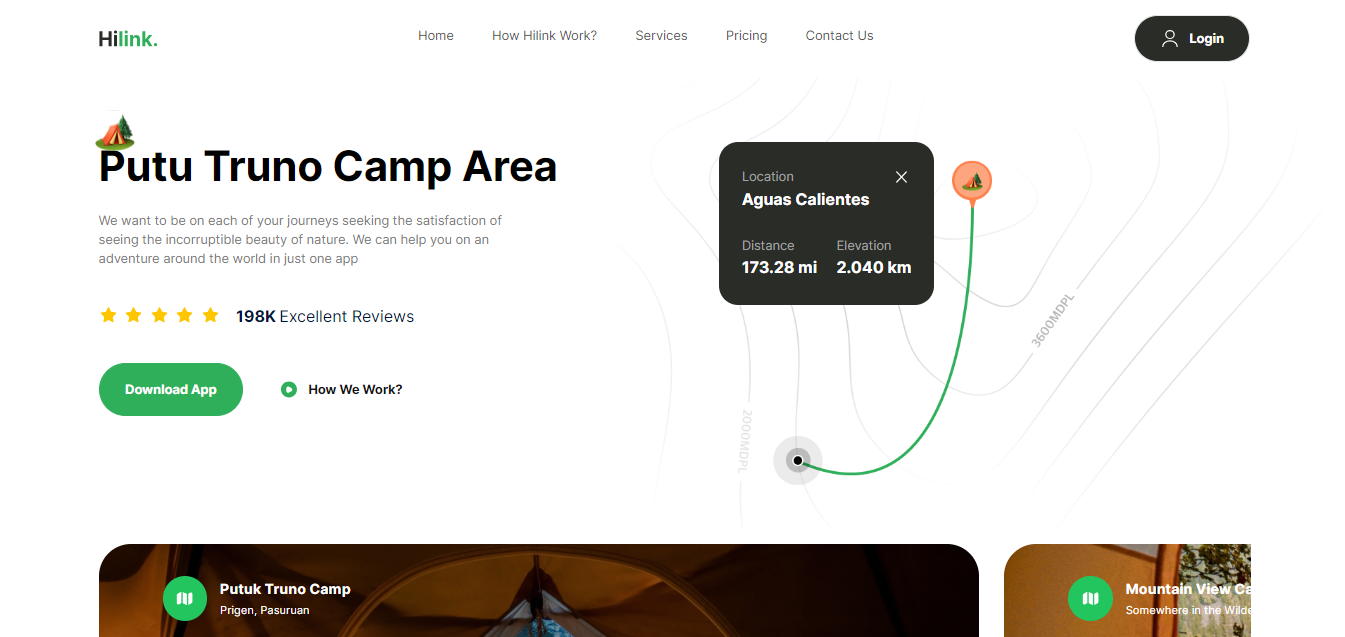 Hilink.
Home
How Hilink Work?
Services
Pricing
Contact Us
Login
Putu Truno Camp Area
We want to be on each of your journeys seeking the satisfaction of
seeing the incorruptible beauty of nature. We can help you on an
adventure around the world in just one app
198K Excellent Reviews
Download App
How We Work?
Location
Aguas Calientes
Distance
Elevation
173.28 mi
2.040 km
3600MDPL
2000MDPL
Putuk Truno Camp
Prigen, Pasuruan
Mountain View Ca
Somewhere in the Wilde